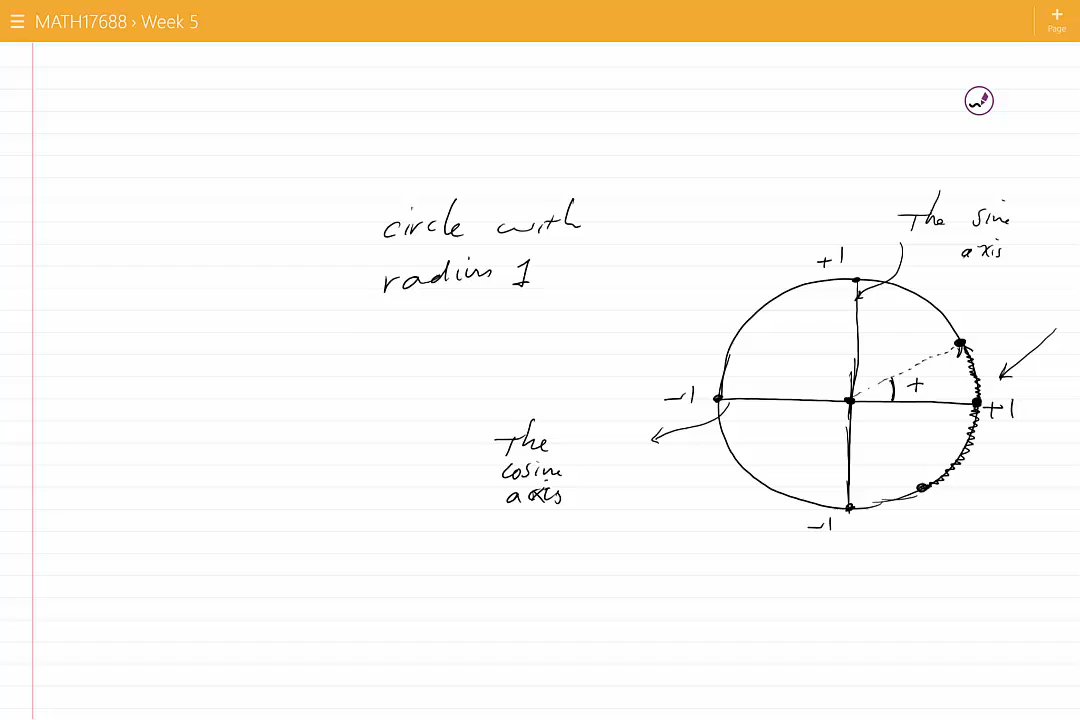 MATH17688 › Week 5
+
Page
circle with
radius 1
The sine
axis
+1
-1
+
+1
The
cosine
axis
-1